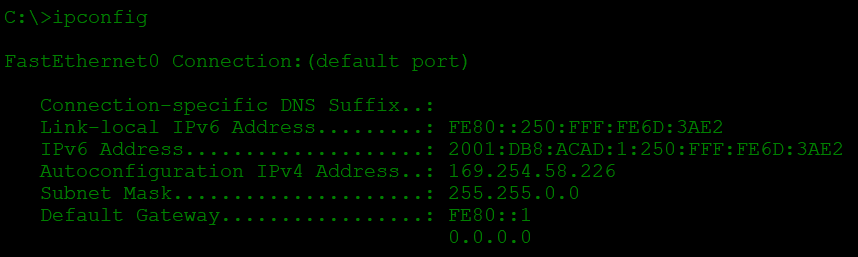 C:\>ipconfig
FastEthernet0 Connection:(default port)
Connection-specific DNS Suffix..:
Link-local IPv6 Address.........: FE80::250:FFF:FE6D:3AE2
IPv6 Address....................: 2001:DB8:ACAD:1:250:FFF:FE6D:3AE2
Autoconfiguration IPv4 Address..: 169.254.58.226
Subnet Mask.....................: 255.255.0.0
Default Gateway.................: FE80::1
0.0.0.0